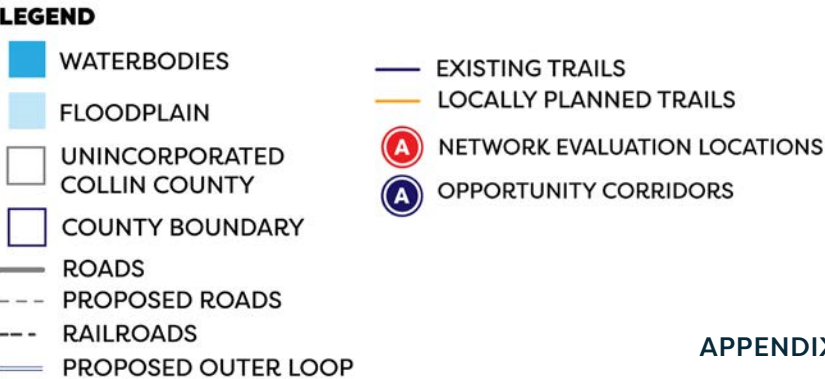 LEGEND
WATERBODIES
FLOODPLAIN
UNINCORPORATED
COLLIN COUNTY
COUNTY BOUNDARY
ROADS
PROPOSED ROADS
RAILROADS
PROPOSED OUTER LOOP
EXISTING TRAILS
LOCALLY PLANNED TRAILS
A NETWORK EVALUATION LOCATIONS
A OPPORTUNITY CORRIDORS
APPENDIX